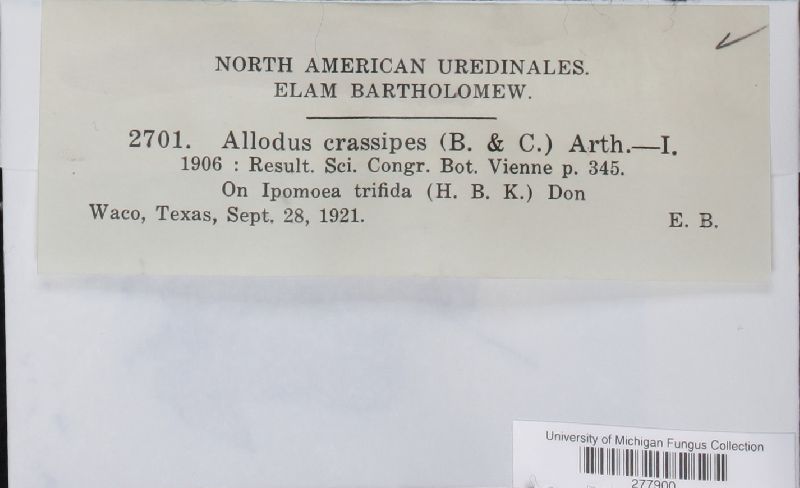 NORTH AMERICAN UREDINALES.
ELAM BARTHOLOMEW.
2701. Allodus crassipes (B. & C.) Arth.—I.
1906 : Result. Sci. Congr. Bot. Vienne p. 345.
On Ipomoea trifida (H. B. K.) Don
Waco, Texas, Sept. 28, 1921. E. B.
University of Michigan Fungus Collection
277900